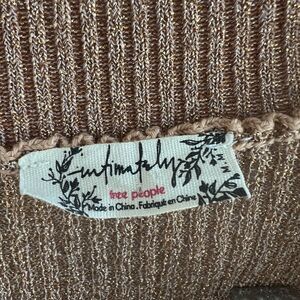 intimately
free people
Made in China. Fabriqué en Chine
M